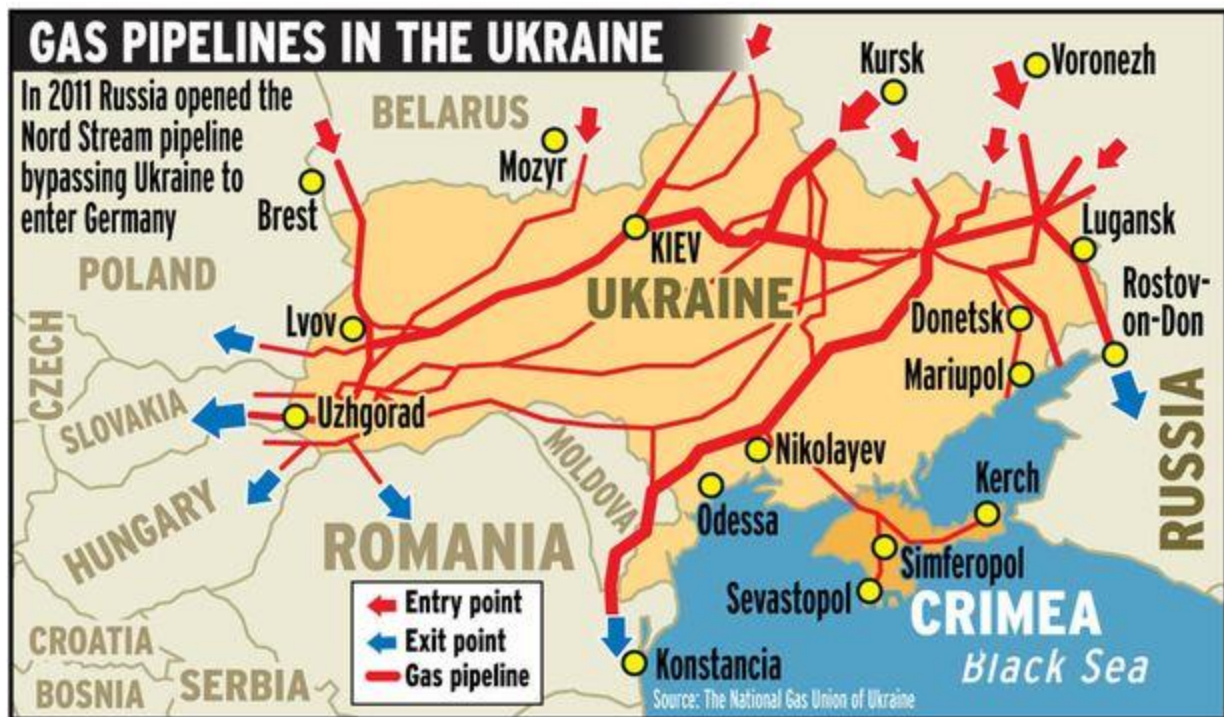 GAS PIPELINES IN THE UKRAINE
In 2011 Russia opened the
Nord Stream pipeline
bypassing Ukraine to
enter Germany
BELARUS
Kursk
Voronezh
Mozyr
Brest
KIEV
Lugansk
POLAND
UKRAINE
Rostov-
on-Don
Lvov
Donetsk
CZECH
Mariupol
SLOVAKIA
Uzhgorad
RUSSIA
MOLDOVA
Nikolayev
HUNGARY
Kerch
Odessa
ROMANIA
Simferopol
Sevastopol
CRIMEA
Black Sea
Entry point
Exit point
Gas pipeline
CROATIA
BOSNIA
SERBIA
Konstancia
Source: The National Gas Union of Ukraine